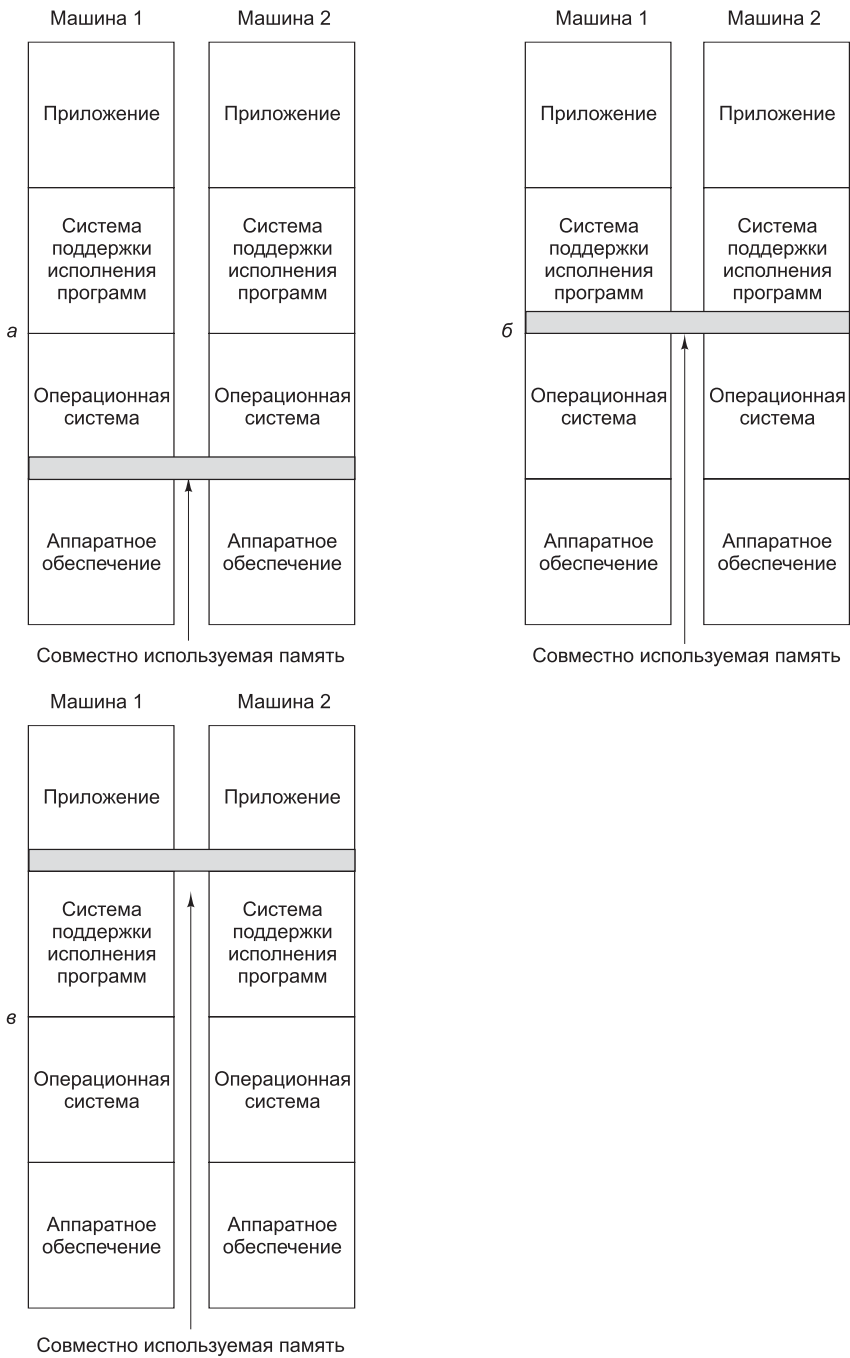 Машина 1
Машина 2
Приложение
Приложение
Система
поддержки
исполнения
программ
Система
поддержки
исполнения
программ
а
Операционная
система
Операционная
система
Аппаратное
обеспечение
Аппаратное
обеспечение
Совместно используемая память
Машина 1
Машина 2
Приложение
Приложение
Система
поддержки
исполнения
программ
Система
поддержки
исполнения
программ
б
Операционная
система
Операционная
система
Аппаратное
обеспечение
Аппаратное
обеспечение
Совместно используемая память
Машина 1
Машина 2
Приложение
Приложение
Система
поддержки
исполнения
программ
Система
поддержки
исполнения
программ
в
Операционная
система
Операционная
система
Аппаратное
обеспечение
Аппаратное
обеспечение
Совместно используемая память